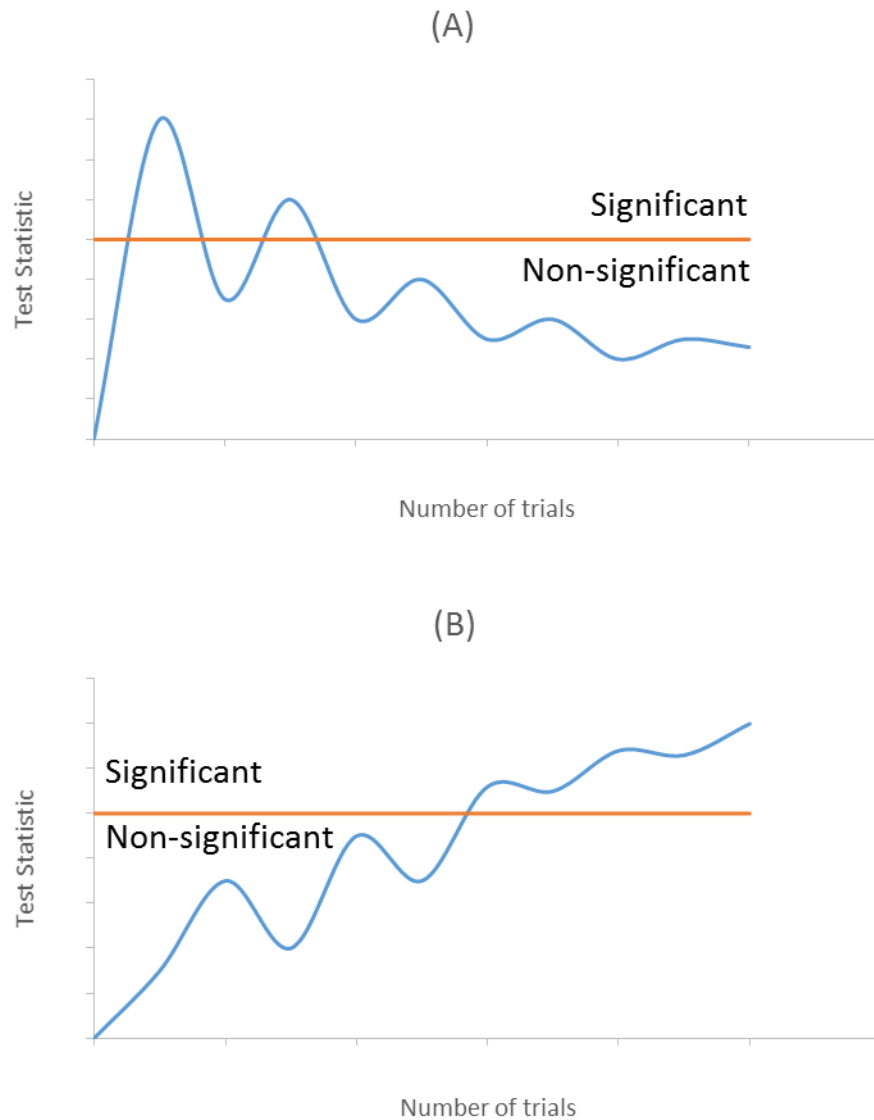 (A)
Test Statistic
Significant
Non-significant
Number of trials
(B)
Test Statistic
Significant
Non-significant
Number of trials